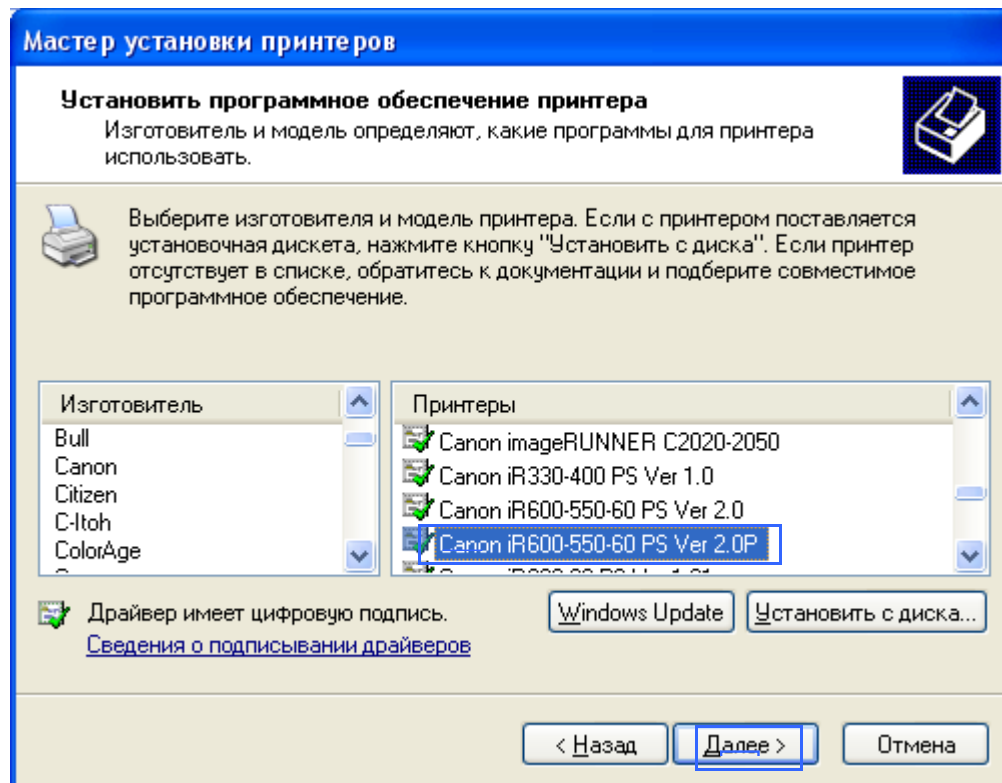 Мастер установки принтеров
Установить программное обеспечение принтера
Изготовитель и модель определяют, какие программы для принтера
использовать.
Выберите изготовителя и модель принтера. Если с принтером поставляется
установочная дискета, нажмите кнопку "Установить с диска". Если принтер
отсутствует в списке, обратитесь к документации и подберите совместимое
программное обеспечение.
Изготовитель
Bull
Canon
Citizen
C-Itoh
ColorAge
Принтеры
Canon imageRUNNER C2020-2050
Canon iR330-400 PS Ver 1.0
Canon iR600-550-60 PS Ver 2.0
Canon iR600-550-60 PS Ver 2.0P
Драйвер имеет цифровую подпись.
Сведения о подписывании драйверов
Windows Update
Установить с диска...
< Назад
Далее >
Отмена